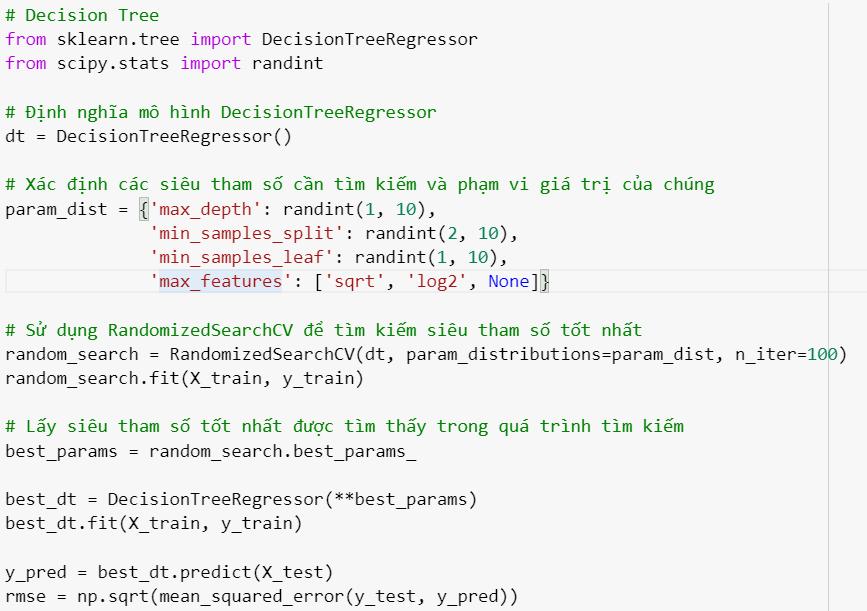 # Decision Tree
from sklearn.tree import DecisionTreeRegressor
from scipy.stats import randint
# Định nghĩa mô hình DecisionTreeRegressor
dt = DecisionTreeRegressor()
# Xác định các siêu tham số cần tìm kiếm và phạm vi giá trị của chúng
param_dist = {'max_depth': randint(1, 10),
'min_samples_split': randint(2, 10),
'min_samples_leaf': randint(1, 10),
'max_features': ['sqrt', 'log2', None]}
# Sử dụng RandomizedSearchCV để tìm kiếm siêu tham số tốt nhất
random_search = RandomizedSearchCV(dt, param_distributions=param_dist, n_iter=100)
random_search.fit(X_train, y_train)
# Lấy siêu tham số tốt nhất được tìm thấy trong quá trình tìm kiếm
best_params = random_search.best_params_
best_dt = DecisionTreeRegressor(**best_params)
best_dt.fit(X_train, y_train)
y_pred = best_dt.predict(X_test)
rmse = np.sqrt(mean_squared_error(y_test, y_pred))